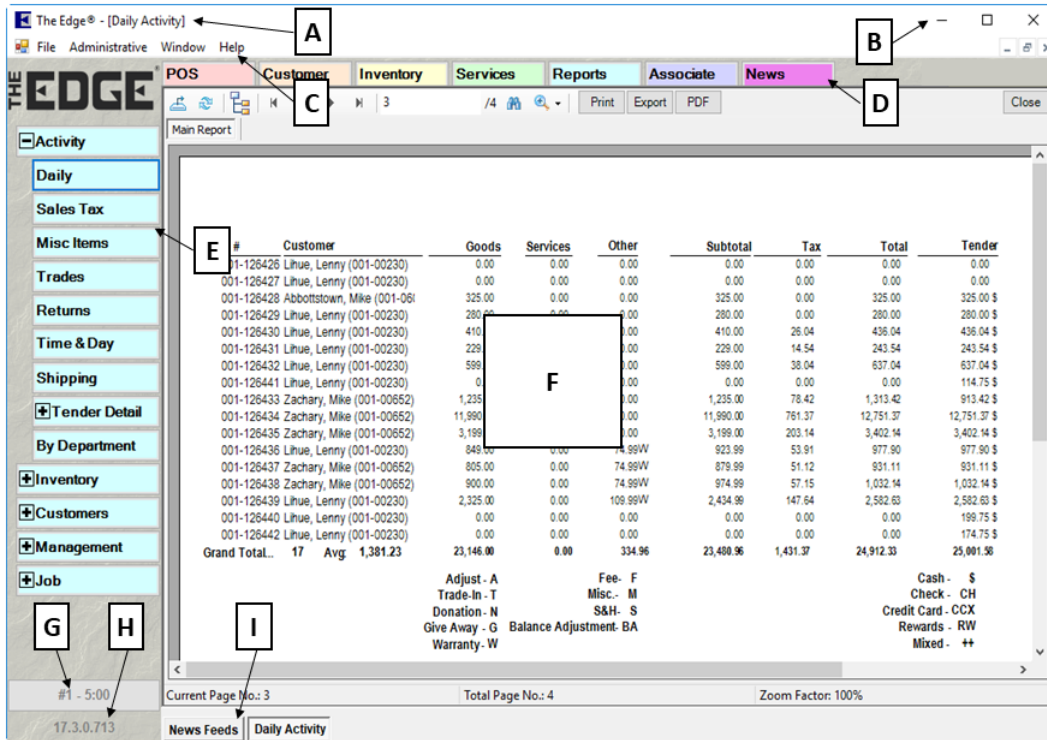 The Edge® - [Daily Activity]
A
B
File Administrative Window Help
THE EDGE®
POS Customer Inventory Services Reports Associate News
C
D
3 /4 Print Export PDF Close
Main Report
Activity
Daily
Sales Tax
Misc Items
Trades
Returns
Time & Day
Shipping
Tender Detail
By Department
Inventory
Customers
Management
Job
E
# Customer Goods Services Other Subtotal Tax Total Tender
001-126426 Lihue, Lenny (001-00230) 0.00 0.00 0.00 0.00 0.00 0.00 0.00
001-126427 Lihue, Lenny (001-00230) 0.00 0.00 0.00 0.00 0.00 0.00 0.00
001-126428 Abbottstown, Mike (001-06 325.00 0.00 0.00 325.00 0.00 325.00 325.00 $
001-126429 Lihue, Lenny (001-00230) 280.00 0.00 0.00 280.00 0.00 280.00 280.00 $
001-126430 Lihue, Lenny (001-00230) 410. .00 410.00 26.04 436.04 436.04 $
001-126431 Lihue, Lenny (001-00230) 229. .00 229.00 14.54 243.54 243.54 $
001-126432 Lihue, Lenny (001-00230) 599. .00 599.00 38.04 637.04 637.04 $
001-126441 Lihue, Lenny (001-00230) 0. .00 0.00 0.00 0.00 114.75 $
001-126433 Zachary, Mike (001-00652) 1,235 .00 1,235.00 78.42 1,313.42 913.42 $
001-126434 Zachary, Mike (001-00652) 11,990 .00 11,990.00 761.37 12,751.37 12,751.37 $
001-126435 Zachary, Mike (001-00652) 3,199 .00 3,199.00 203.14 3,402.14 3,402.14 $
001-126436 Lihue, Lenny (001-00230) 849.00 0.00 74.99W 923.99 53.91 977.90 977.90 $
001-126437 Zachary, Mike (001-00652) 805.00 0.00 74.99W 879.99 51.12 931.11 931.11 $
001-126438 Zachary, Mike (001-00652) 900.00 0.00 74.99W 974.99 57.15 1,032.14 1,032.14 $
001-126439 Lihue, Lenny (001-00230) 2,325.00 0.00 109.99W 2,434.99 147.64 2,582.63 2,582.63 $
001-126440 Lihue, Lenny (001-00230) 0.00 0.00 0.00 0.00 0.00 0.00 199.75 $
001-126442 Lihue, Lenny (001-00230) 0.00 0.00 0.00 0.00 0.00 0.00 174.75 $
Grand Total... 17 Avg: 1,381.23 23,146.00 0.00 334.96 23,480.96 1,431.37 24,912.33 25,001.58
F
Adjust - A Fee- F Cash - $
Trade-In - T Misc.- M Check - CH
Donation - N S&H- S Credit Card - CCX
Give Away - G Balance Adjustment- BA Rewards - RW
Warranty - W Mixed - ++
G
H
I
#1 - 5:00
Current Page No.: 3 Total Page No.: 4 Zoom Factor: 100%
17.3.0.713
News Feeds Daily Activity